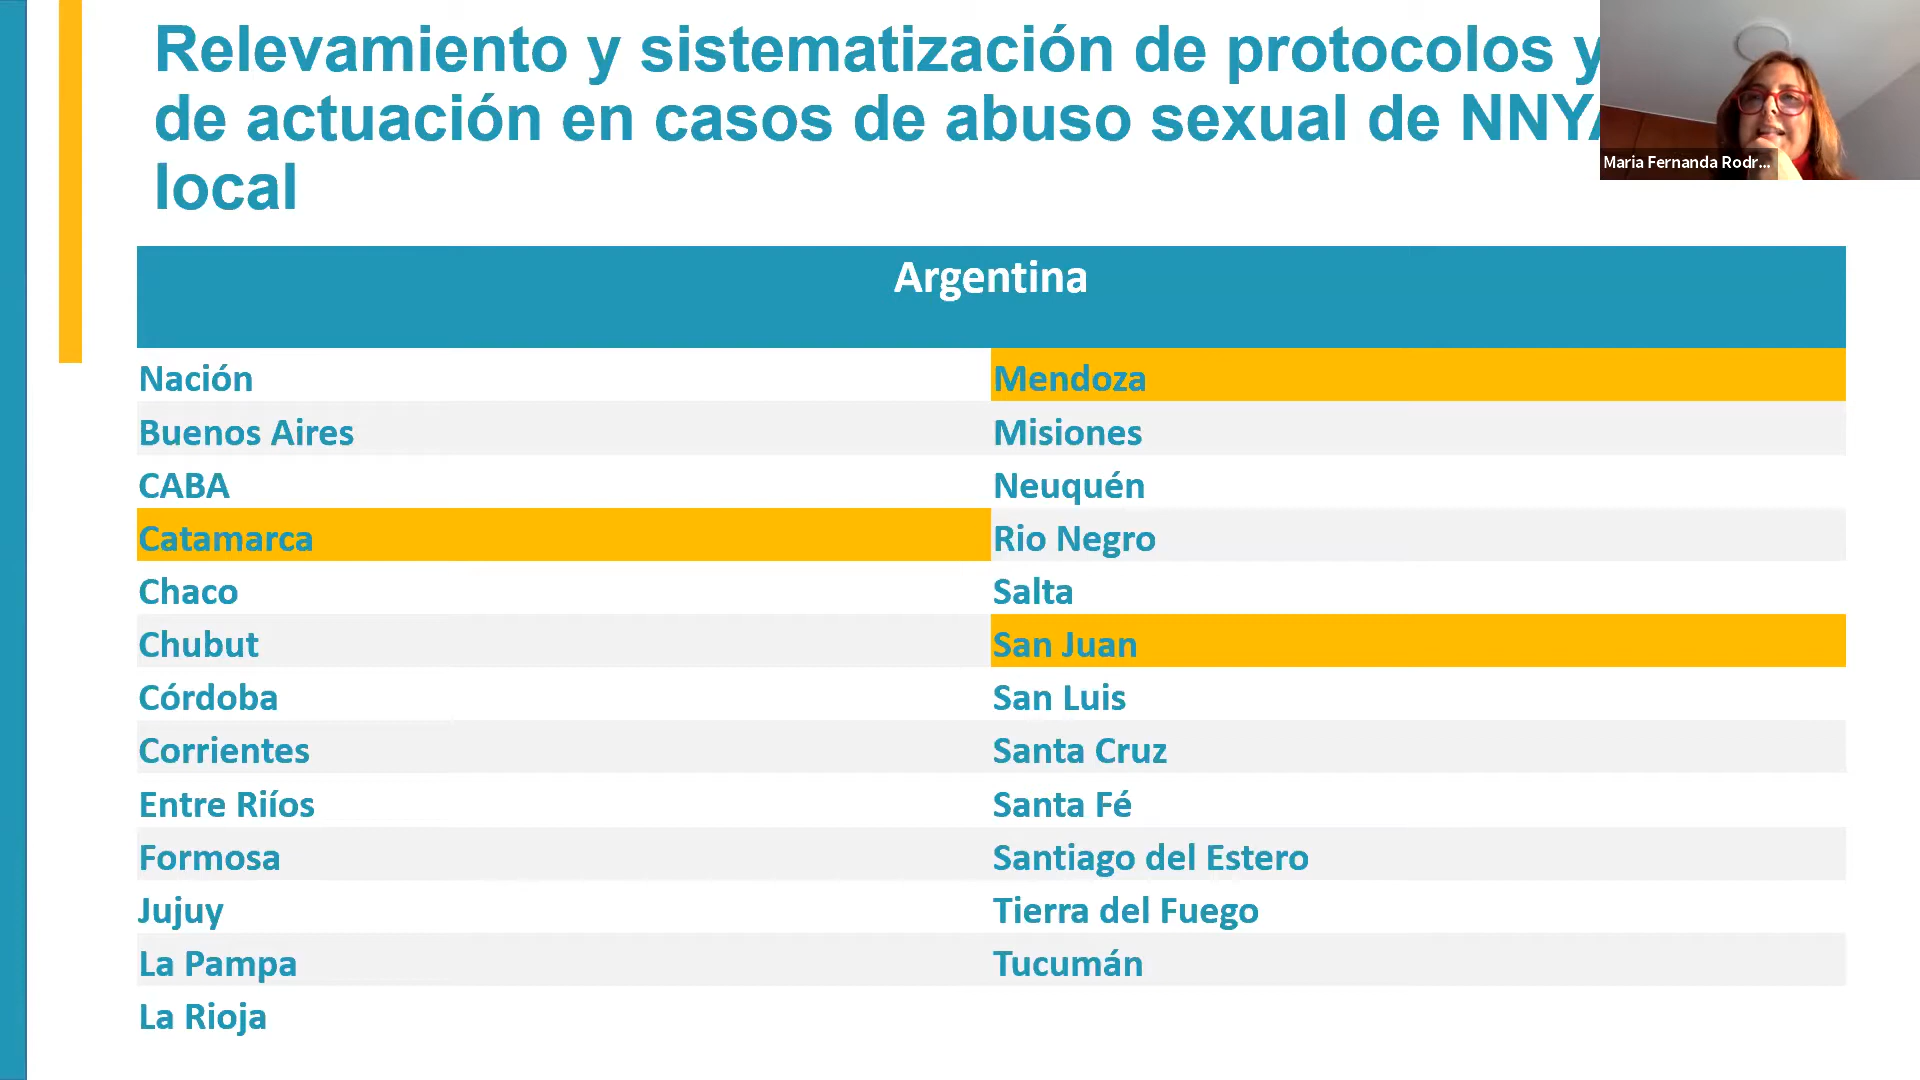 Relevamiento y sistematización de protocolos y
de actuación en casos de abuso sexual de NNY
local
Maria Fernanda Rodr...
Argentina
Nación
Mendoza
Buenos Aires
Misiones
CABA
Neuquén
Catamarca
Rio Negro
Chaco
Salta
Chubut
San Juan
Córdoba
San Luis
Corrientes
Santa Cruz
Entre Riíos
Santa Fé
Formosa
Santiago del Estero
Jujuy
Tierra del Fuego
La Pampa
Tucumán
La Rioja